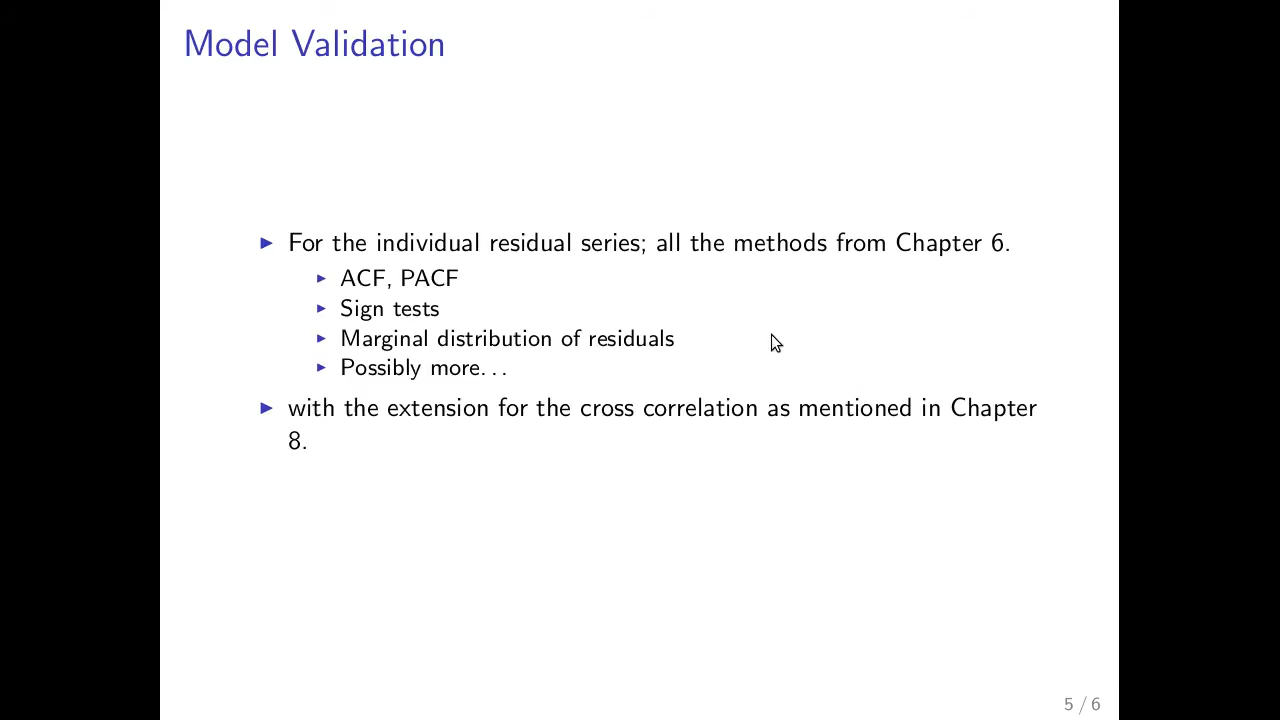 Model Validation
► For the individual residual series; all the methods from Chapter 6.
► ACF, PACF
► Sign tests
► Marginal distribution of residuals
► Possibly more...
► with the extension for the cross correlation as mentioned in Chapter
8.
5 / 6